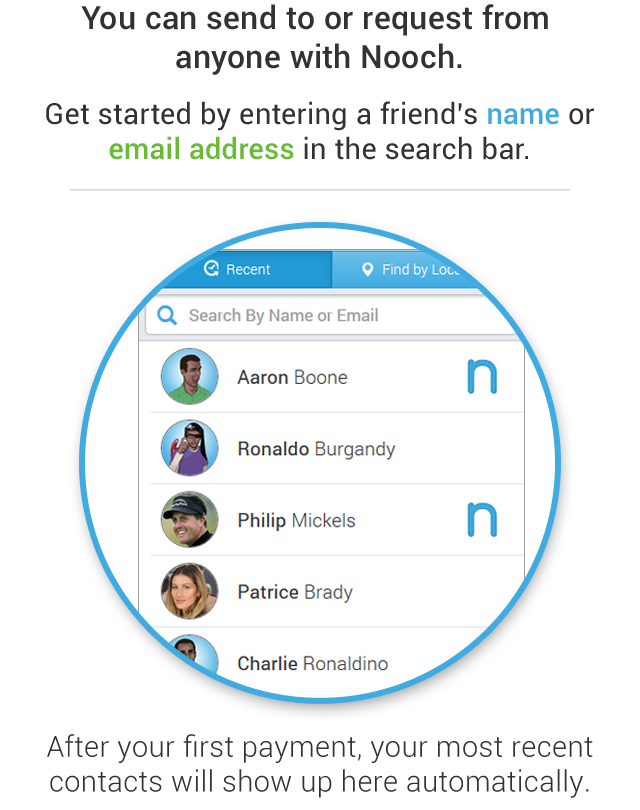 You can send to or request from
anyone with Nooch.
Get started by entering a friend's name or
email address in the search bar.
Recent
Find by Loc
Search By Name or Email
Aaron Boone
n
Ronaldo Burgandy
Philip Mickels
n
Patrice Brady
Charlie Ronaldino
After your first payment, your most recent
contacts will show up here automatically.